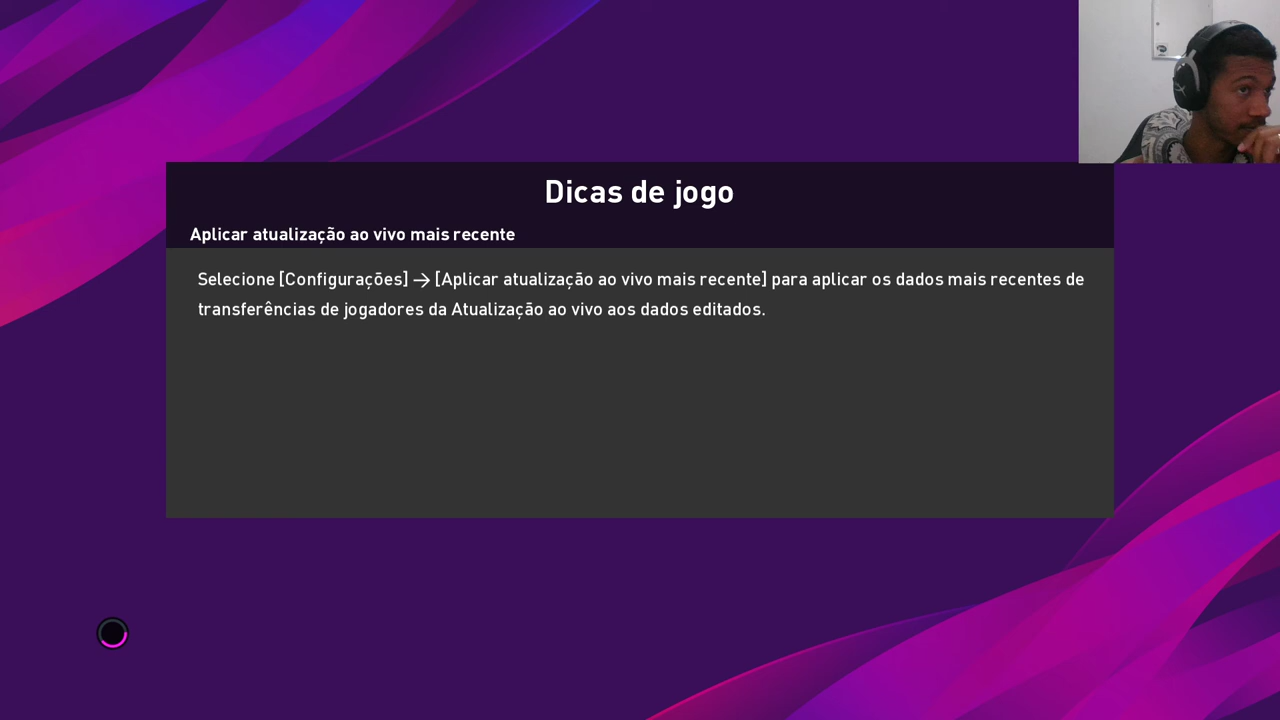 Dicas de jogo
Aplicar atualização ao vivo mais recente
Selecione [Configurações] → [Aplicar atualização ao vivo mais recente] para aplicar os dados mais recentes de
transferências de jogadores da Atualização ao vivo aos dados editados.